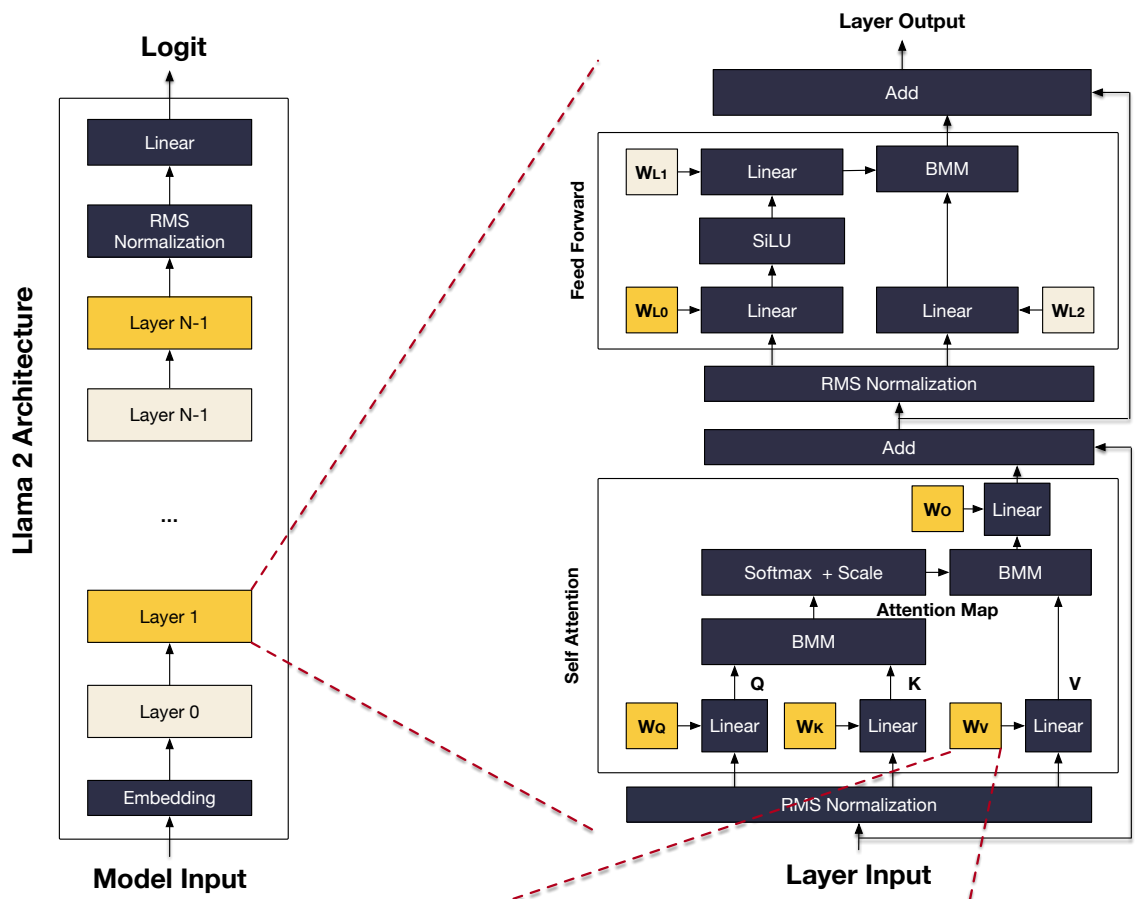 Llama 2 Architecture
Logit
Linear
RMS
Normalization
Layer N-1
Layer N-1
...
Layer 1
Layer 0
Embedding
Model Input
Layer Output
Add
Feed Forward
WL1
Linear
BMM
SiLU
WL0
Linear
Linear
WL2
RMS Normalization
Add
Self Attention
WO
Linear
Softmax + Scale
BMM
Attention Map
BMM
Q
K
V
WQ
Linear
WK
Linear
WV
Linear
RMS Normalization
Layer Input